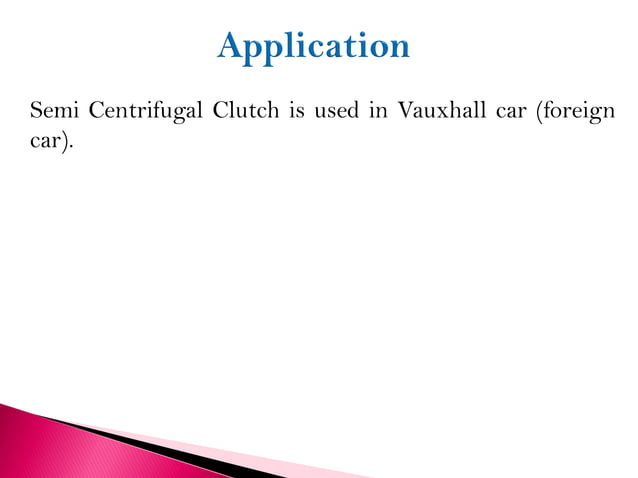 Application
Semi Centrifugal Clutch is used in Vauxhall car (foreign
car).